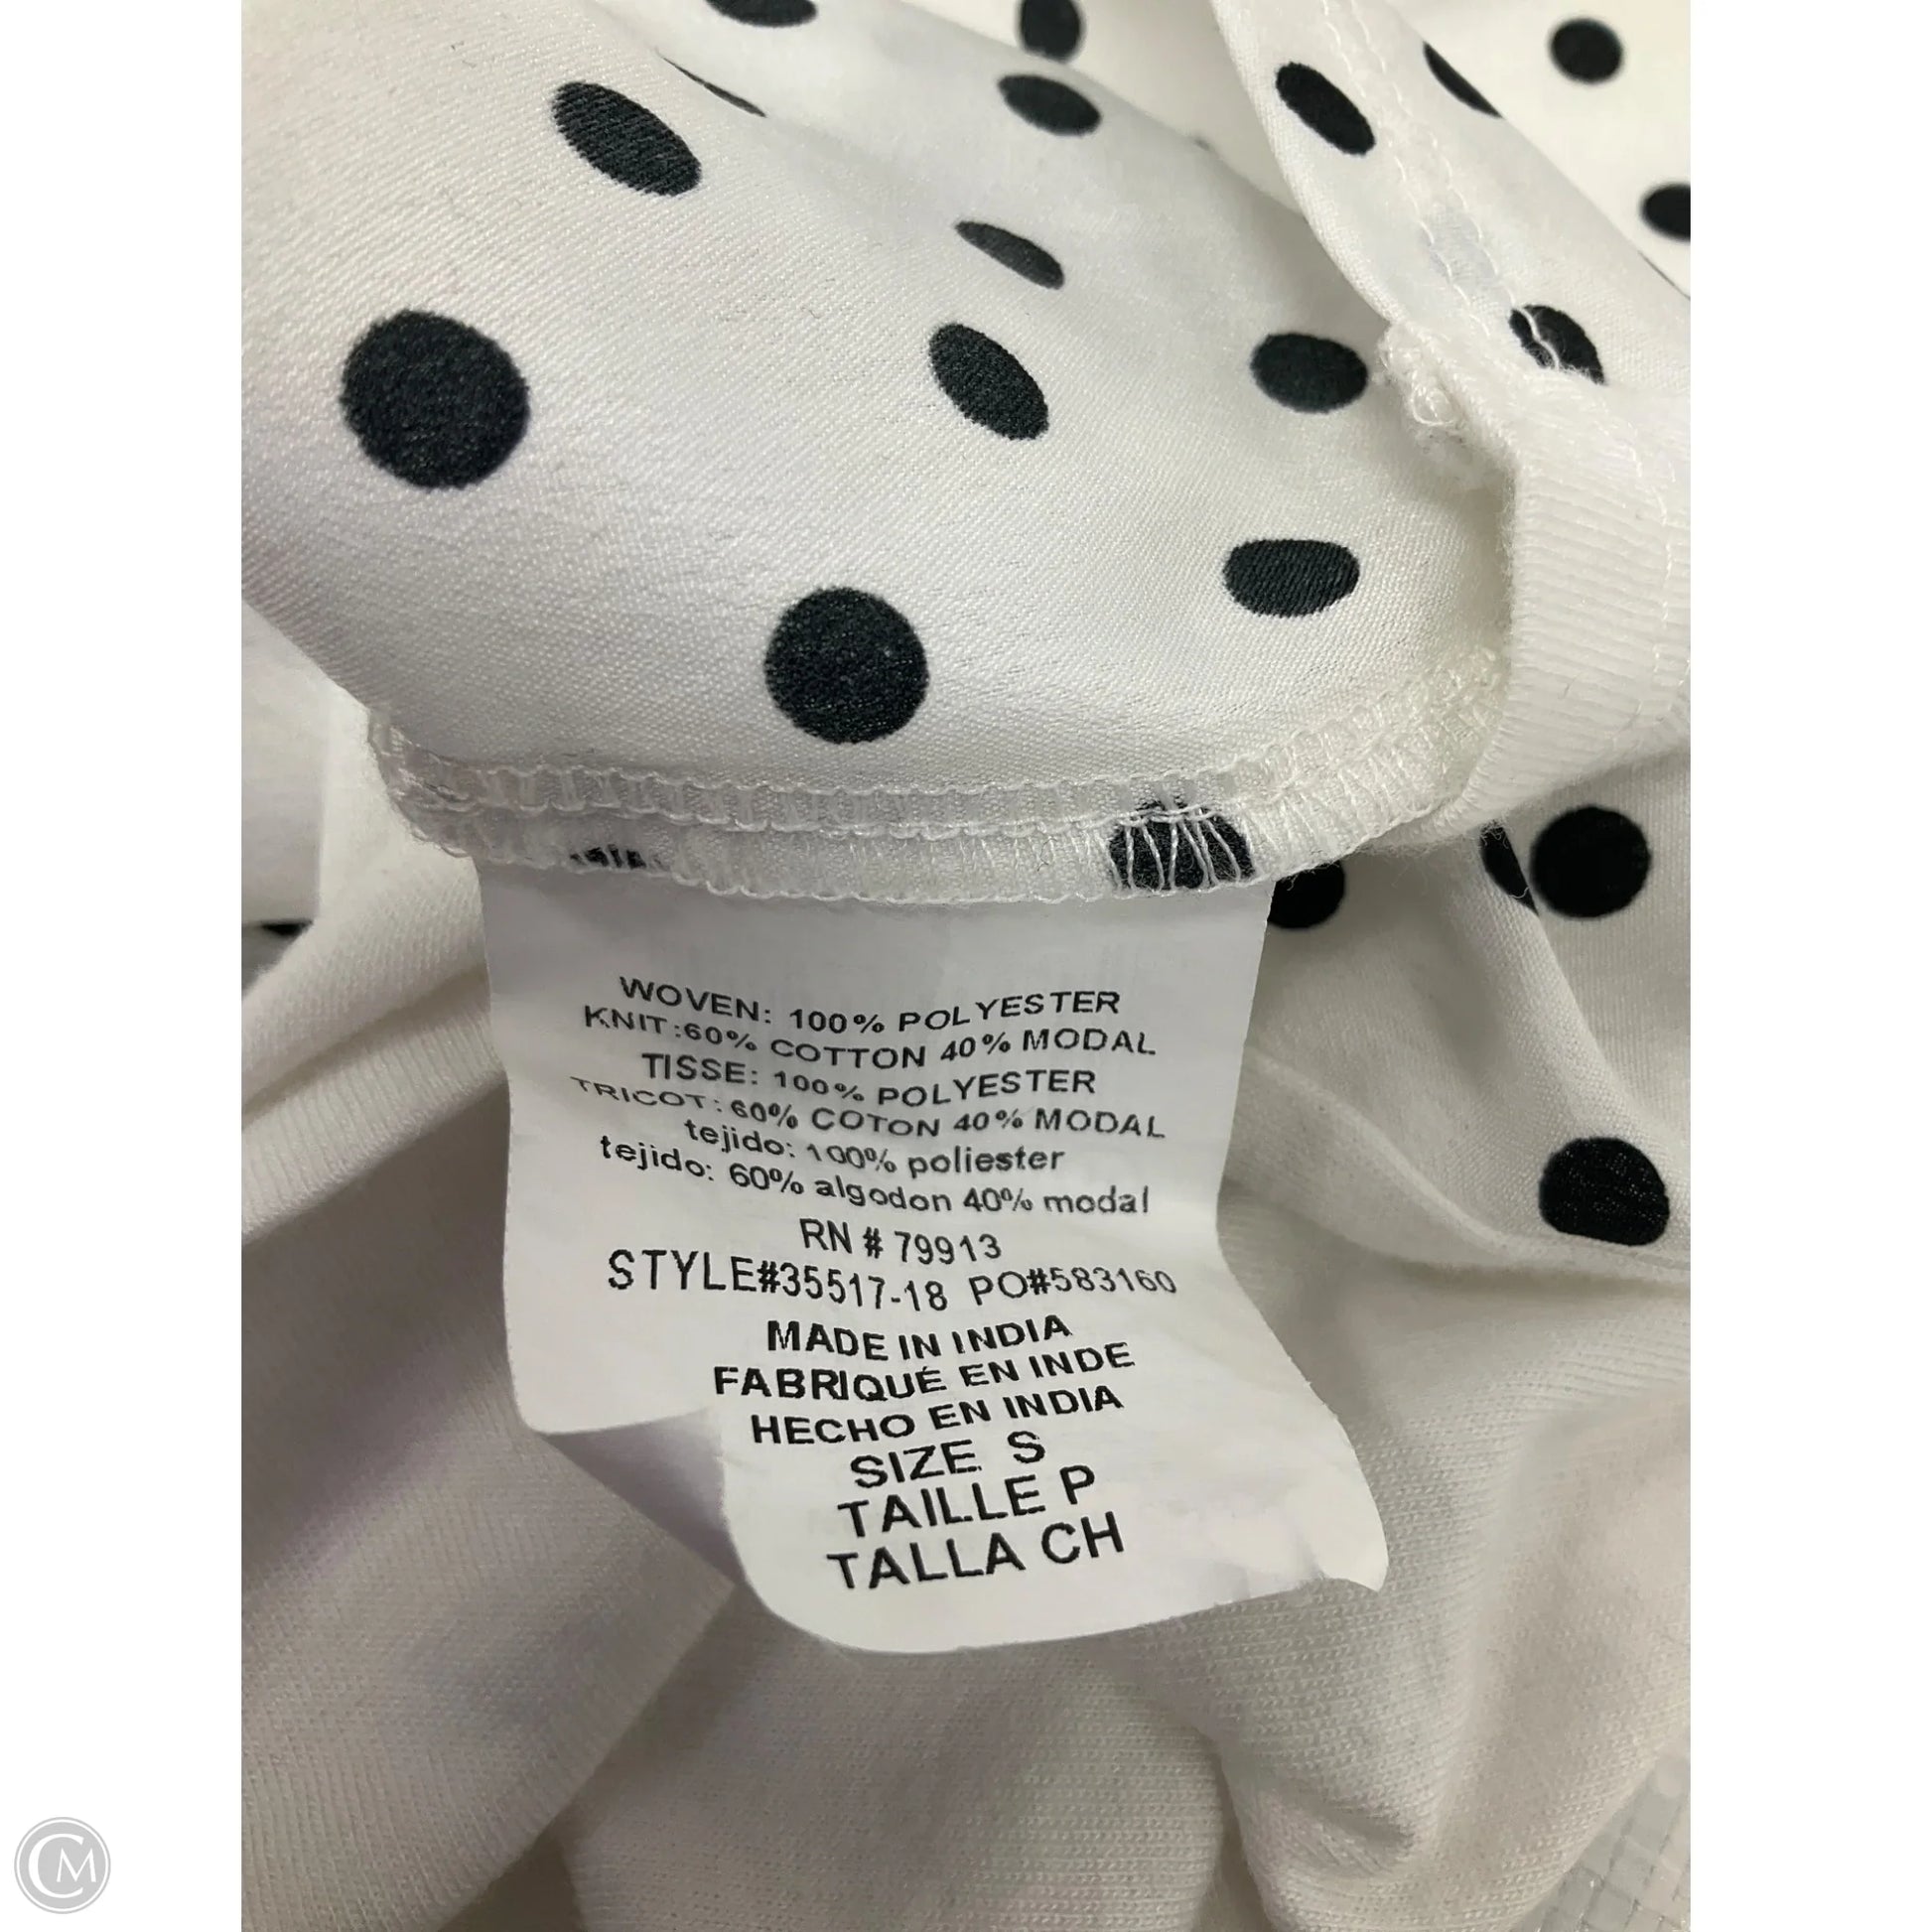 WOVEN: 100% POLYESTER
KNIT:60% COTTON 40% MODAL
TISSE: 100% POLYESTER
TRICOT: 60% COTON 40% MODAL
tejido: 100% poliester
tejido: 60% algodon 40% modal
RN # 79913
STYLE#35517-18 PO#583160
MADE IN INDIA
FABRIQUÉ EN INDE
HECHO EN INDIA
SIZE S
TAILLE P
TALLA CH
CM